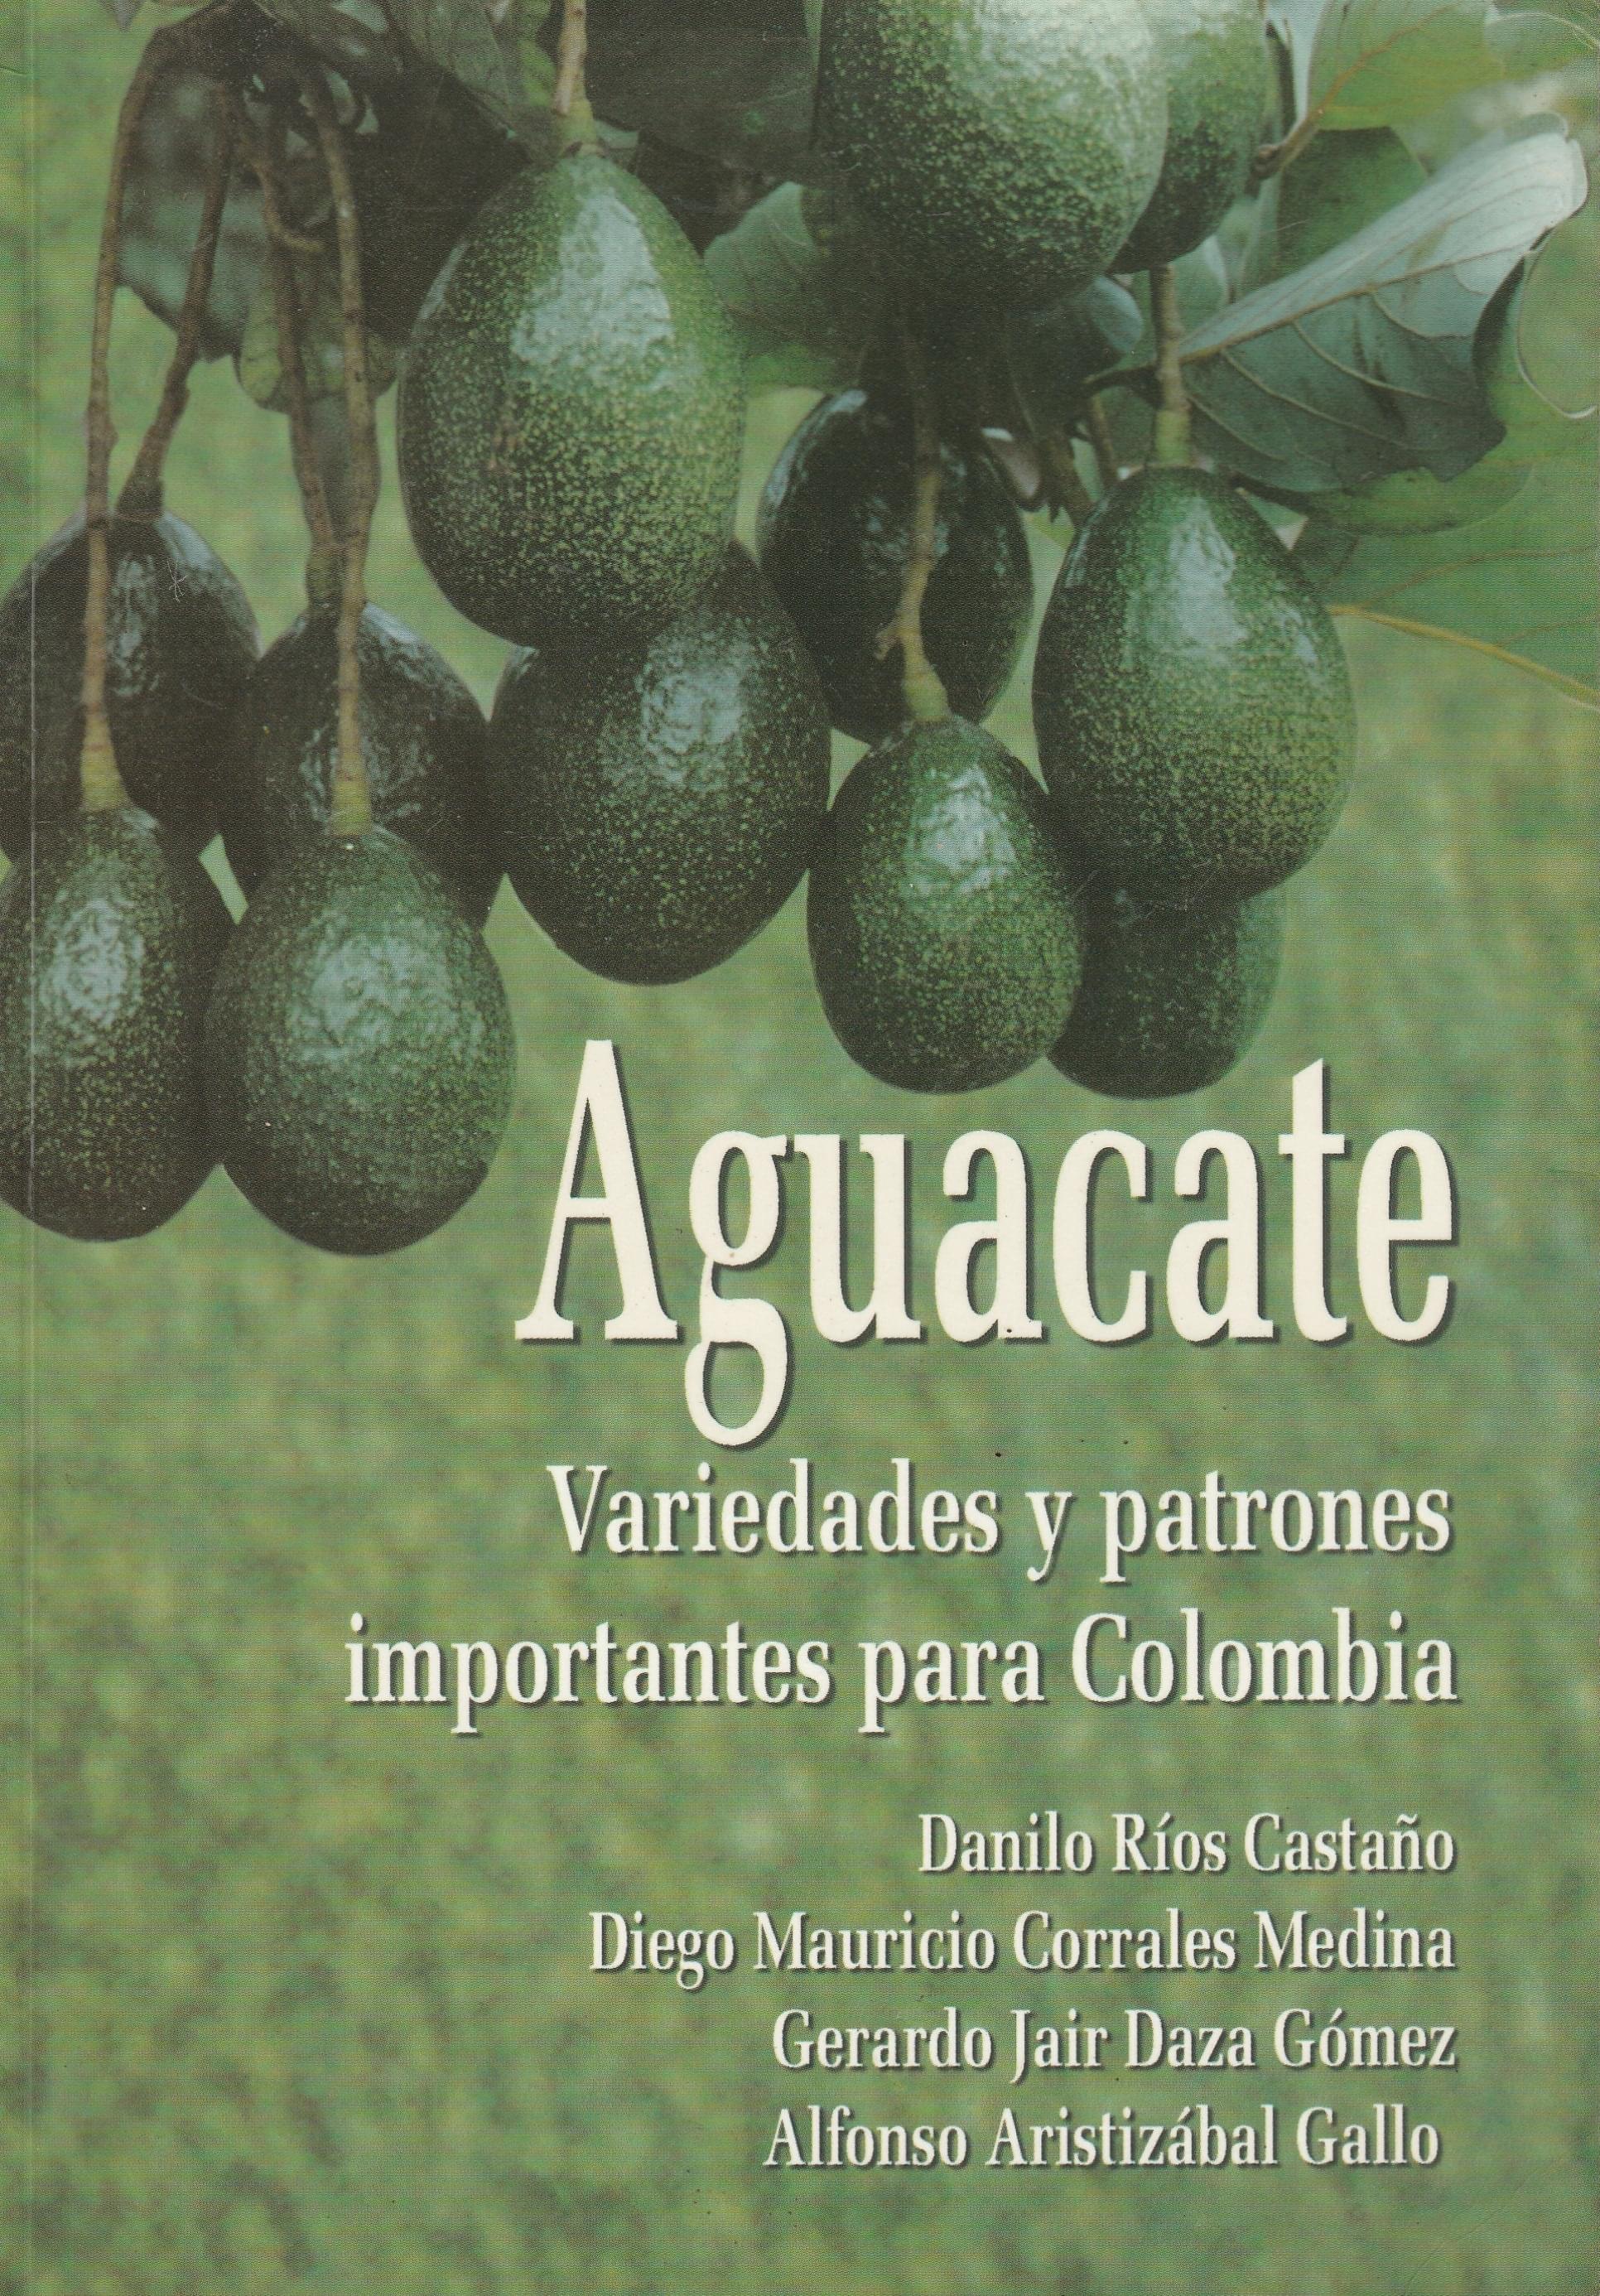 Aguacate
Variedades y patrones
importantes para Colombia
Danilo Ríos Castaño
Diego Mauricio Corrales Medina
Gerardo Jair Daza Gómez
Alfonso Aristizábal Gallo